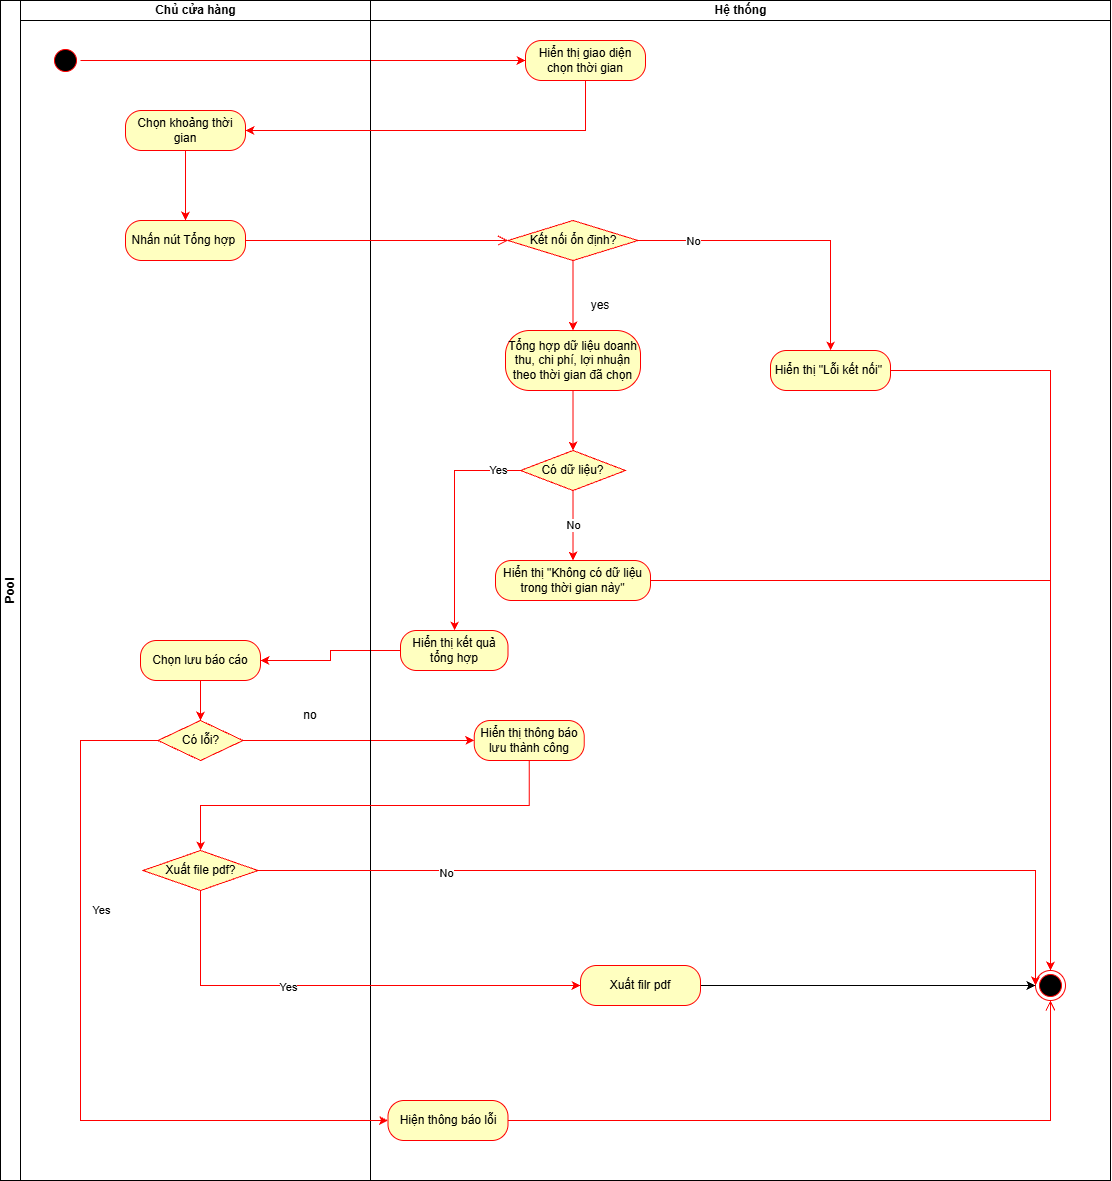 Chủ cửa hàng
Hệ thống
Pool
Hiển thị giao diện
chọn thời gian
Chọn khoảng thời
gian
Nhấn nút Tổng hợp
Kết nối ổn định?
No
yes
Tổng hợp dữ liệu doanh
thu, chi phí, lợi nhuận
theo thời gian đã chọn
Hiển thị "Lỗi kết nối"
Có dữ liệu?
Yes
No
Hiển thị "Không có dữ liệu
trong thời gian này"
Hiển thị kết quả
tổng hợp
Chọn lưu báo cáo
no
Có lỗi?
Hiển thị thông báo
lưu thành công
Xuất file pdf?
No
Yes
Yes
Xuất filr pdf
Hiện thông báo lỗi